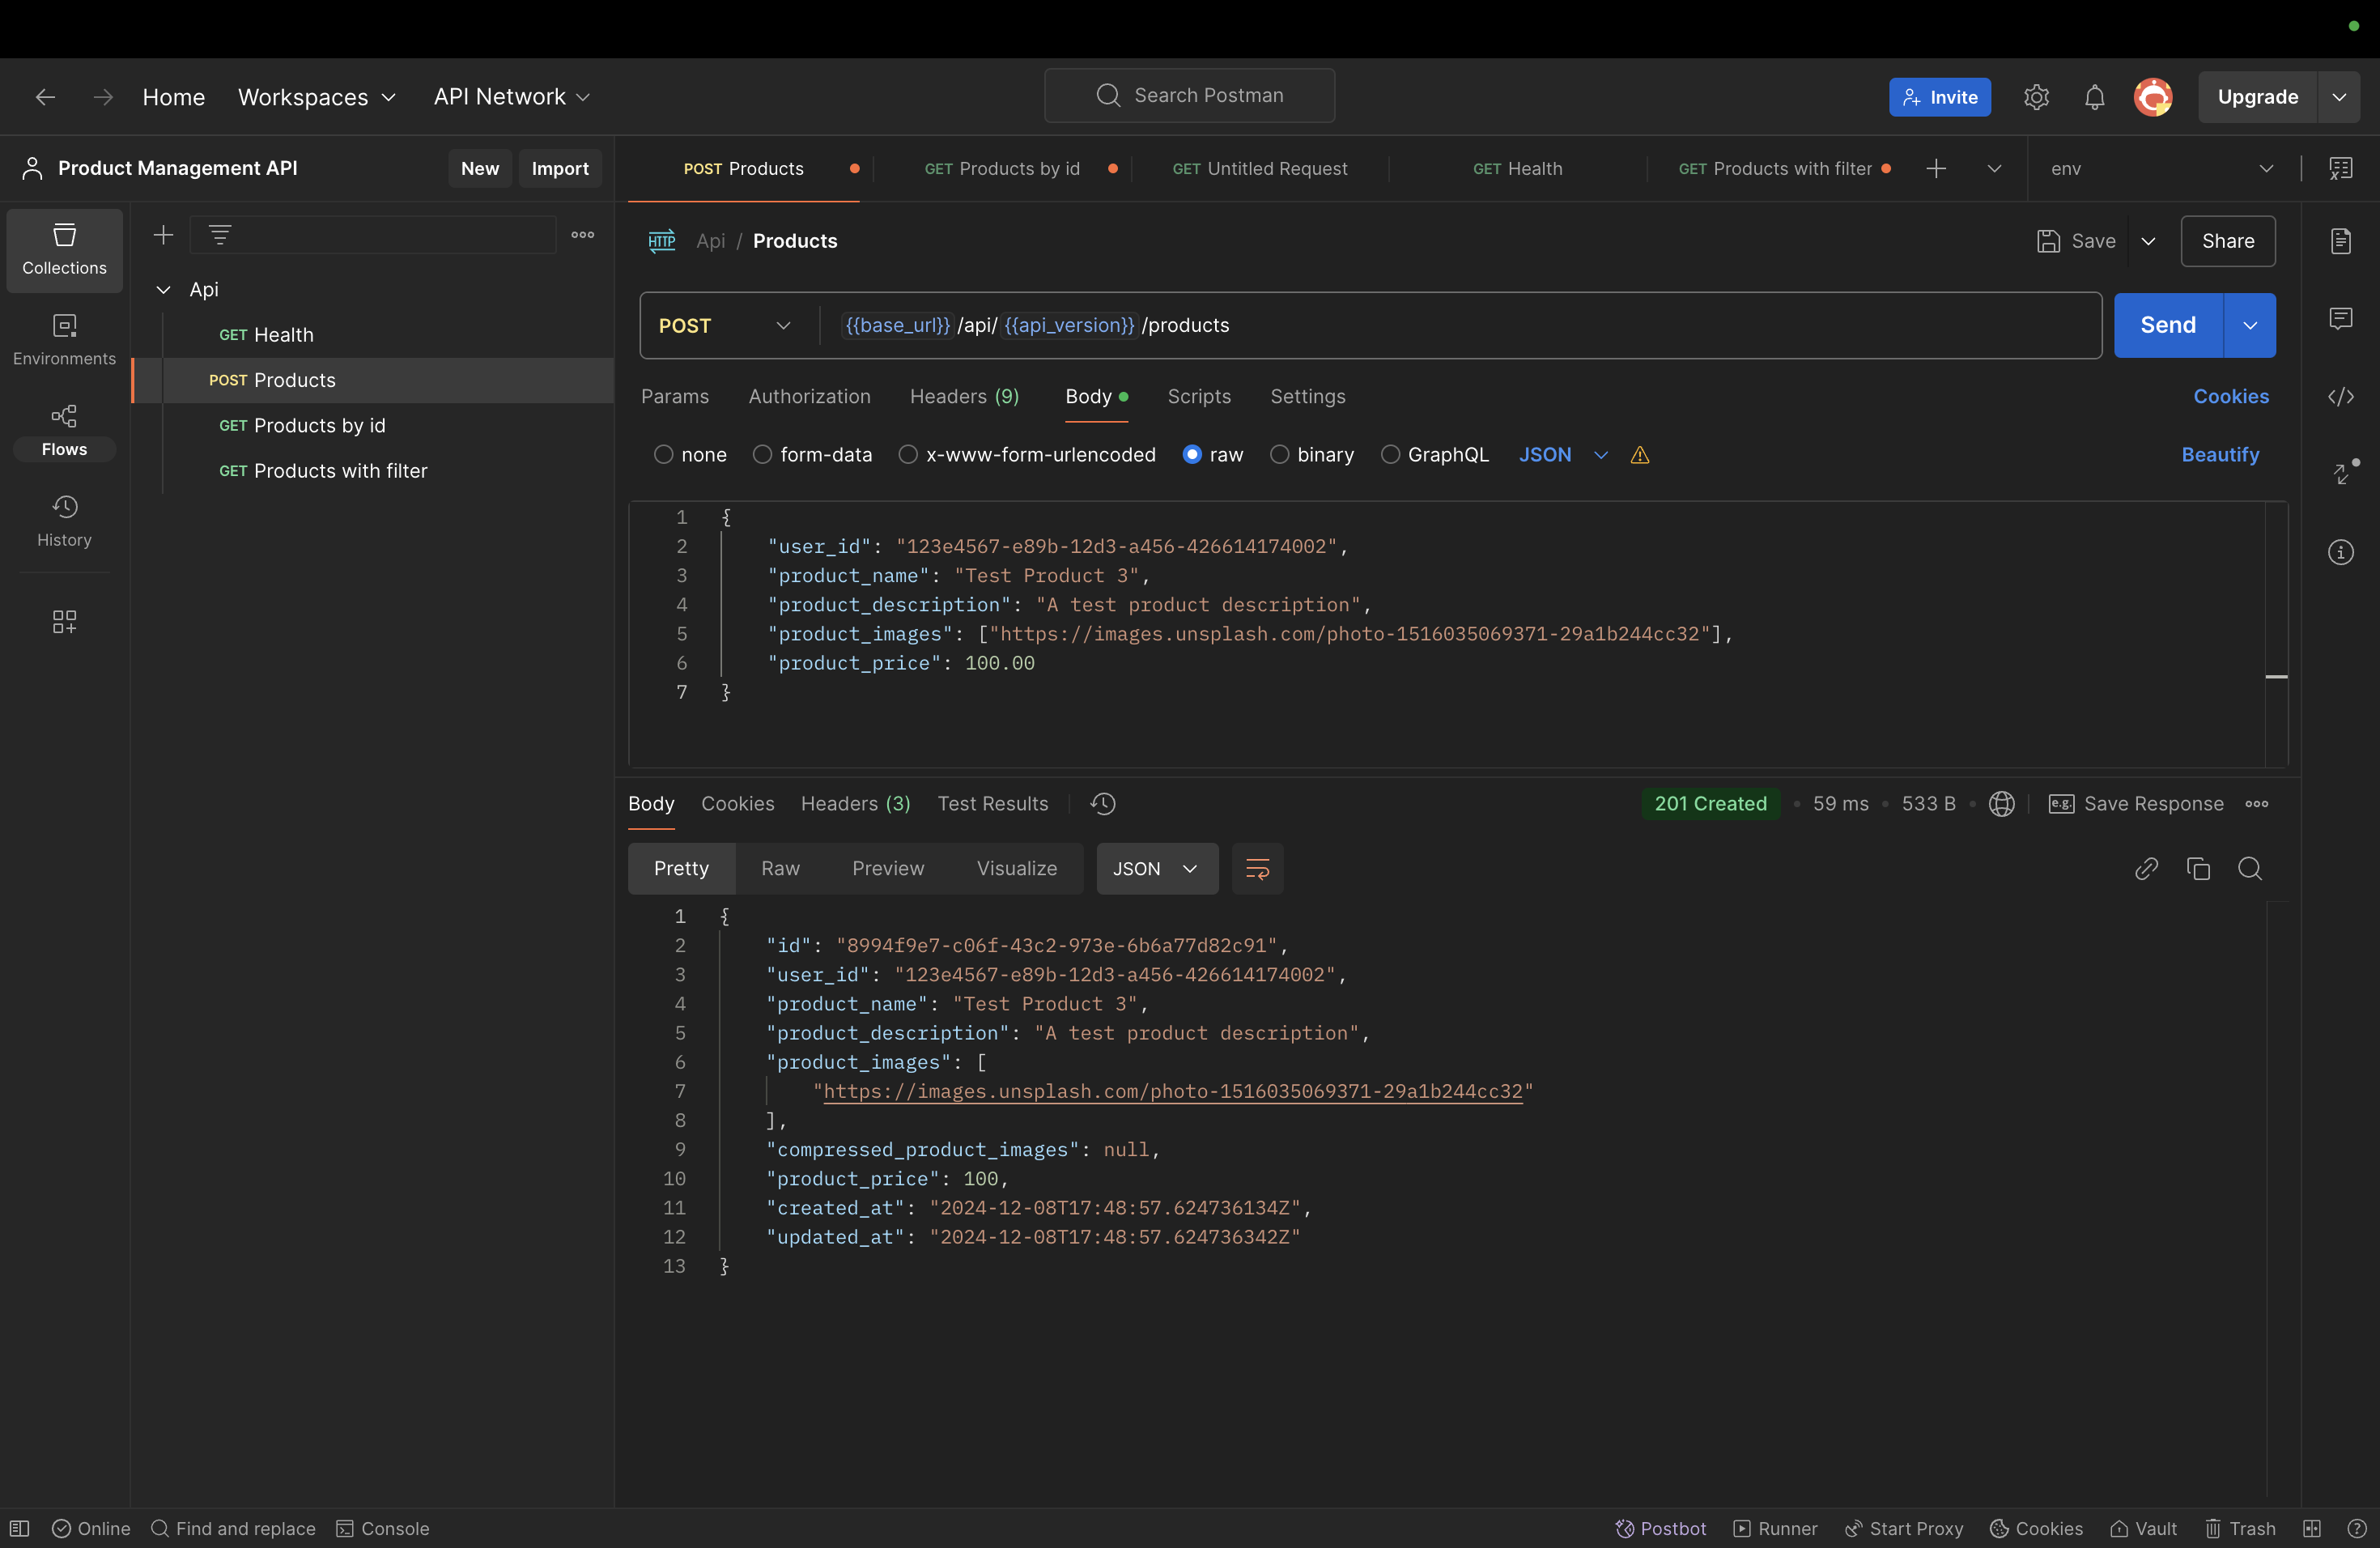 Home Workspaces API Network Search Postman Invite Upgrade
Product Management API New Import POST Products GET Products by id GET Untitled Request GET Health GET Products with filter env
Collections
Environments
Flows
History
Api
GET Health
POST Products
GET Products by id
GET Products with filter
HTTP Api / Products Save Share
POST {{base_url}}/api/{{api_version}}/products Send
Params Authorization Headers (9) Body Scripts Settings Cookies
none form-data x-www-form-urlencoded raw binary GraphQL JSON Beautify
1 {
2 "user_id": "123e4567-e89b-12d3-a456-426614174002",
3 "product_name": "Test Product 3",
4 "product_description": "A test product description",
5 "product_images": ["https://images.unsplash.com/photo-1516035069371-29a1b244cc32"],
6 "product_price": 100.00
7 }
Body Cookies Headers (3) Test Results 201 Created 59 ms 533 B e.g. Save Response
Pretty Raw Preview Visualize JSON
1 {
2 "id": "8994f9e7-c06f-43c2-973e-6b6a77d82c91",
3 "user_id": "123e4567-e89b-12d3-a456-426614174002",
4 "product_name": "Test Product 3",
5 "product_description": "A test product description",
6 "product_images": [
7 "https://images.unsplash.com/photo-1516035069371-29a1b244cc32"
8 ],
9 "compressed_product_images": null,
10 "product_price": 100,
11 "created_at": "2024-12-08T17:48:57.624736134Z",
12 "updated_at": "2024-12-08T17:48:57.624736342Z"
13 }
Online Find and replace Console Postbot Runner Start Proxy Cookies Vault Trash